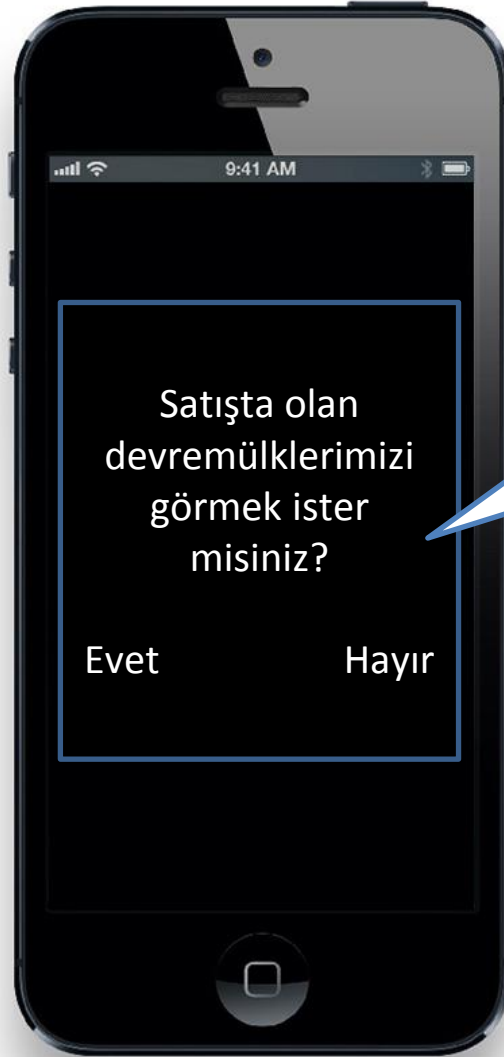 9:41 AM
Satışta olan
devremülklerimizi
görmek ister
misiniz?
Evet Hayır